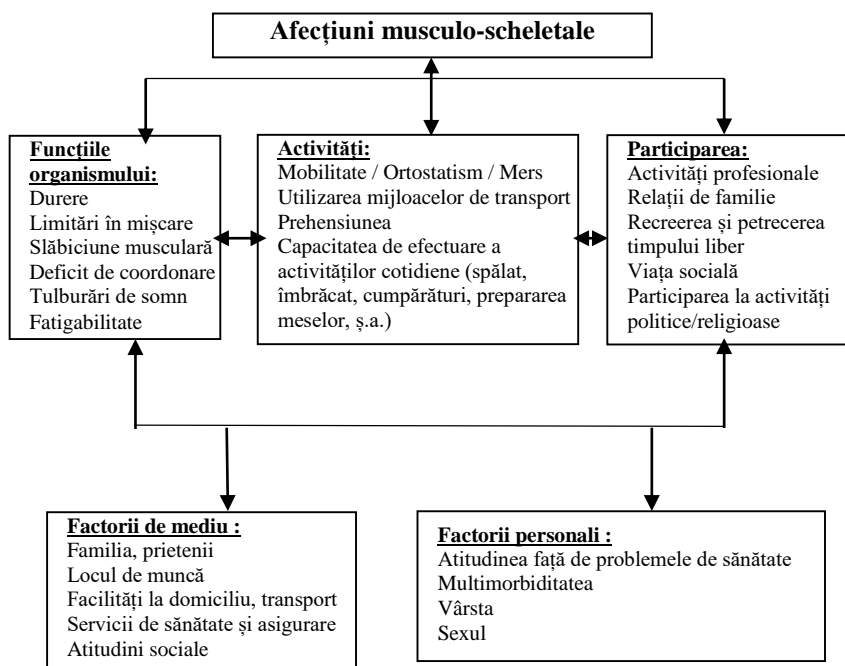 Afecțiuni musculo-scheletale
Funcțiile
organismului:
Durere
Limitări în mișcare
Slăbiciune musculară
Deficit de coordonare
Tulburări de somn
Fatigabilitate
Activități:
Mobilitate / Ortostatism / Mers
Utilizarea mijloacelor de transport
Prehensiunea
Capacitatea de efectuare a
activităților cotidiene (spălat,
îmbrăcat, cumpărături, prepararea
meselor, ș.a.)
Participarea:
Activități profesionale
Relații de familie
Recreerea și petrecerea
timpului liber
Viața socială
Participarea la activități
politice/religioase
Factorii de mediu :
Familia, prietenii
Locul de muncă
Facilități la domiciliu, transport
Servicii de sănătate și asigurare
Atitudini sociale
Factorii personali :
Atitudinea față de problemele de sănătate
Multimorbiditatea
Vârsta
Sexul